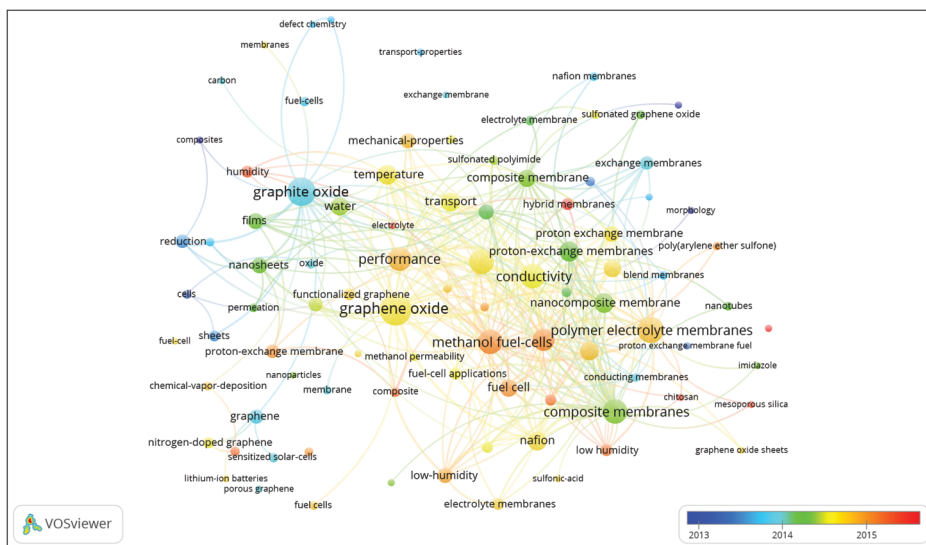 defect chemistry
membranes
transport-properties
nafion membranes
carbon
exchange membrane
fuel-cells
electrolyte membrane
sulfonated graphene oxide
composites
mechanical-properties
sulfonated polyimide
exchange membranes
humidity
temperature
composite membrane
graphite oxide
water
transport
hybrid membranes
morphology
films
electrolyte
proton exchange membrane
reduction
proton-exchange membranes
poly(arylene ether sulfone)
nanosheets
oxide
performance
conductivity
blend membranes
cells
functionalized graphene
nanocomposite membrane
permeation
graphene oxide
nanotubes
sheets
polymer electrolyte membranes
fuel-cell
methanol fuel-cells
proton exchange membrane fuel
proton-exchange membrane
methanol permeability
imidazole
nanoparticles
fuel-cell applications
conducting membranes
chemical-vapor-deposition
membrane
composite
fuel cell
chitosan
mesoporous silica
graphene
composite membranes
nitrogen-doped graphene
nafion
low humidity
graphene oxide sheets
sensitized solar-cells
lithium-ion batteries
low-humidity
sulfonic-acid
porous graphene
fuel cells
electrolyte membranes
VOSviewer
2013 2014 2015